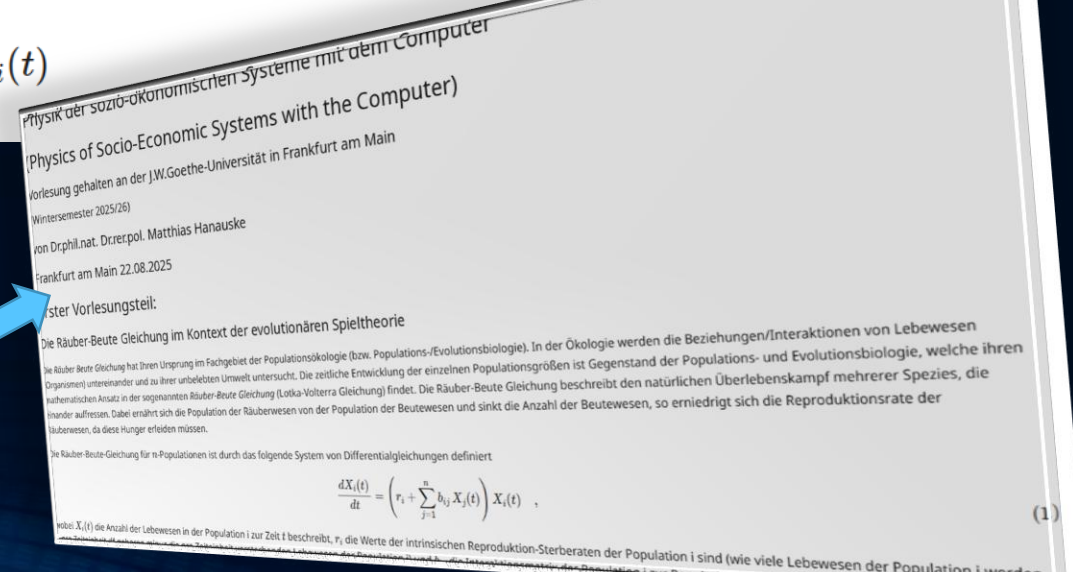 (t)
Physik der sozio-ökonomischen Systeme mit dem Computer
(Physics of Socio-Economic Systems with the Computer)
Vorlesung gehalten an der J.W.Goethe-Universität in Frankfurt am Main
(Wintersemester 2025/26)
von Dr.phil.nat. Dr.rer.pol. Matthias Hanauske
Frankfurt am Main 22.08.2025
Erster Vorlesungsteil:
Die Räuber-Beute Gleichung im Kontext der evolutionären Spieltheorie
Die Räuber Beute Gleichung hat Ihren Ursprung im Fachgebiet der Populationsökologie (bzw. Populations-/Evolutionsbiologie). In der Ökologie werden die Beziehungen/Interaktionen von Lebewesen
(Organismen) untereinander und zu ihrer unbelebten Umwelt untersucht. Die zeitliche Entwicklung der einzelnen Populationsgrößen ist Gegenstand der Populations- und Evolutionsbiologie, welche ihren
mathematischen Ansatz in der sogenannten Räuber-Beute Gleichung (Lotka-Volterra Gleichung) findet. Die Räuber-Beute Gleichung beschreibt den natürlichen Überlebenskampf mehrerer Spezies, die
einander auffressen. Dabei ernährt sich die Population der Räuberwesen von der Population der Beutewesen und sinkt die Anzahl der Beutewesen, so erniedrigt sich die Reproduktionsrate der
Räuberwesen, da diese Hunger erleiden müssen.
Die Räuber-Beute-Gleichung für n-Populationen ist durch das folgende System von Differentialgleichungen definiert
dX_i(t)/dt = (r_i + ∑_{j=1}^{n} b_{ij} X_j(t)) X_i(t) , (1)
wobei X_i(t) die Anzahl der Lebewesen in der Population i zur Zeit t beschreibt, r_i die Werte der intrinsischen Reproduktion-Sterberaten der Population i sind (wie viele Lebewesen der Population i werden